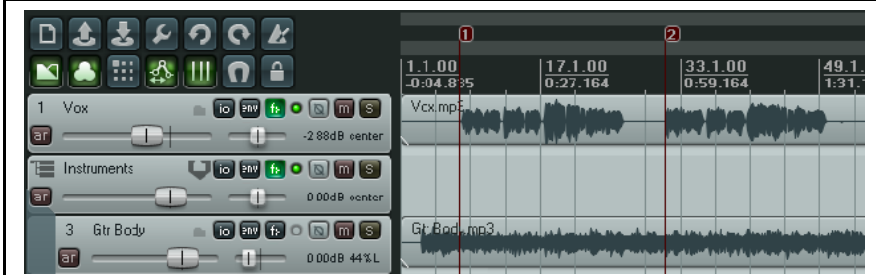 1 2
1.1.00 17.1.00 33.1.00 49.1.
-0:04.835 0:27.164 0:59.164 1:31.1
1 Vox io env fx m s
ar -2.88dB center
Vox.mp3
Instruments io env fx m s
ar 0.00dB center
3 Gtr Body io env fx m s
ar 0.00dB 44%L
Gtr Body.mp3